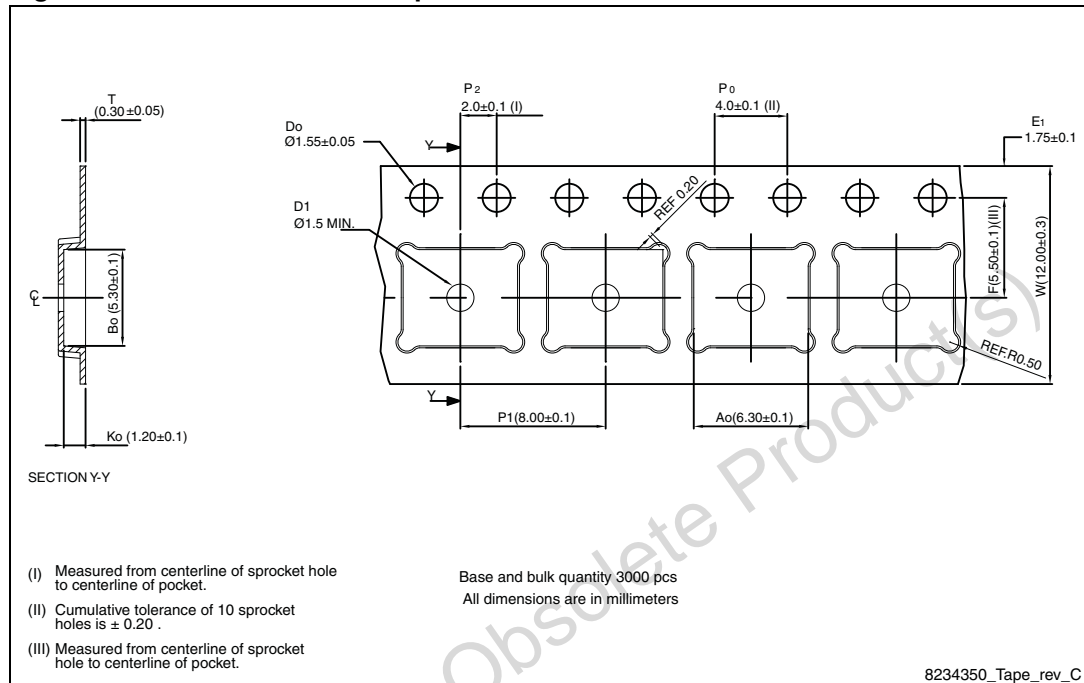 T
(0.30 ±0.05)
P2
2.0±0.1 (I)
P0
4.0±0.1 (II)
Do
Ø1.55±0.05
E1
1.75±0.1
Y
D1
Ø1.5 MIN.
REF 0.20
F(5.50±0.1)(III)
W(12.00±0.3)
Bo (5.30±0.1)
℄
REF.R0.50
Y
P1(8.00±0.1)
Ao(6.30±0.1)
Ko (1.20±0.1)
SECTION Y-Y
(I) Measured from centerline of sprocket hole
to centerline of pocket.
(II) Cumulative tolerance of 10 sprocket
holes is ± 0.20 .
(III) Measured from centerline of sprocket
hole to centerline of pocket.
Base and bulk quantity 3000 pcs
All dimensions are in millimeters
Obsolete Product(s)
8234350_Tape_rev_C